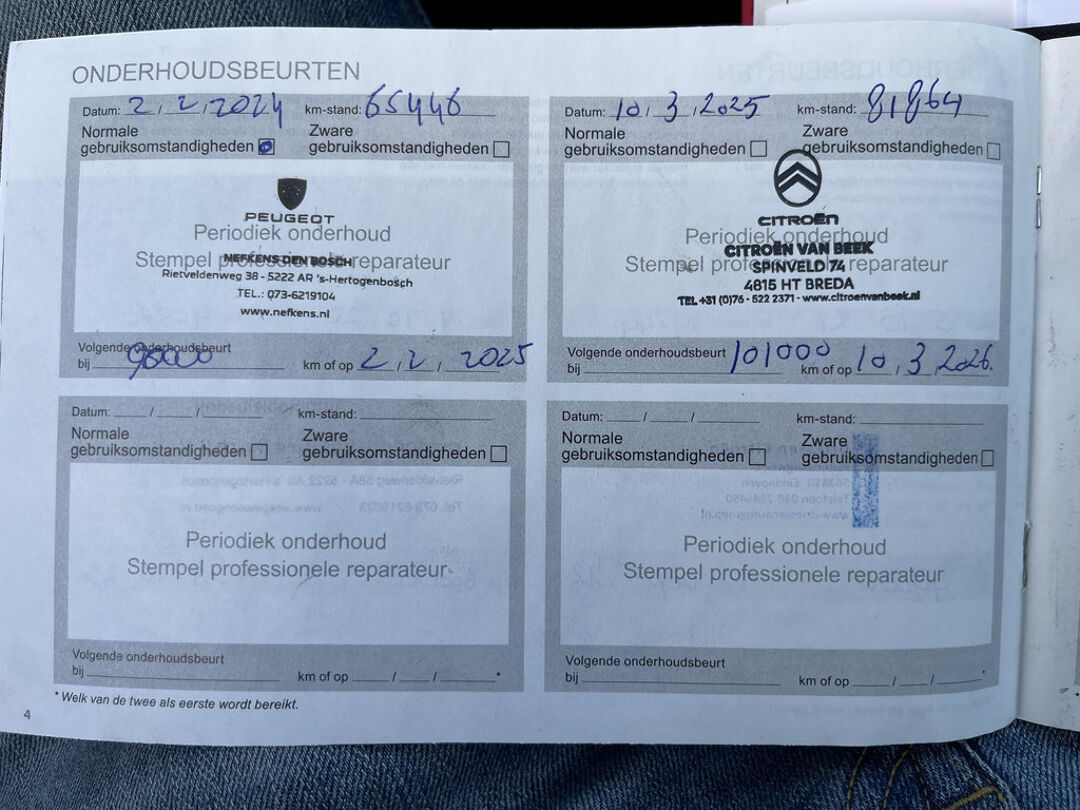 ONDERHOUDSBEURTEN
Datum: 2 / 2 / 2024 km-stand: 65446
Normale gebruiksomstandigheden
Zware gebruiksomstandigheden
PEUGEOT
Periodiek onderhoud
Stempel professionele reparateur
NEFKENS DEN BOSCH
Rietveldenweg 38 - 5222 AR 's-Hertogenbosch
TEL.: 073-6219104
www.nefkens.nl
Volgende onderhoudsbeurt
bij km of op 2 / 2 / 2025
Datum: 10 / 3 / 2025 km-stand: 81864
Normale gebruiksomstandigheden
Zware gebruiksomstandigheden
CITROËN
Periodiek onderhoud
Stempel professionele reparateur
CITROËN VAN BEEK
SPINVELD 74
4815 HT BREDA
TEL +31 (0)76 - 522 2371 - www.citroenvanbeek.nl
Volgende onderhoudsbeurt
bij 101000 km of op 10 / 3 / 2026.
Datum: / / km-stand:
Normale gebruiksomstandigheden
Zware gebruiksomstandigheden
Periodiek onderhoud
Stempel professionele reparateur
Volgende onderhoudsbeurt
bij km of op / / *
Datum: / / km-stand:
Normale gebruiksomstandigheden
Zware gebruiksomstandigheden
Periodiek onderhoud
Stempel professionele reparateur
Volgende onderhoudsbeurt
bij km of op / / *
* Welk van de twee als eerste wordt bereikt.
4